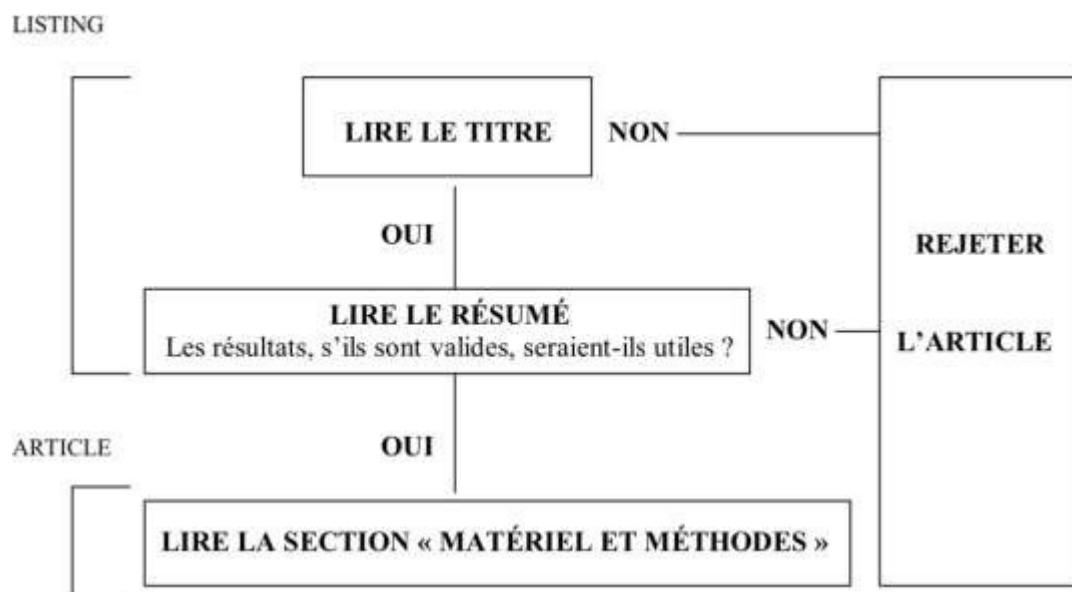 LISTING
LIRE LE TITRE
NON
OUI
REJETER
L'ARTICLE
LIRE LE RÉSUMÉ
Les résultats, s'ils sont valides, seraient-ils utiles ?
NON
ARTICLE
OUI
LIRE LA SECTION « MATÉRIEL ET MÉTHODES »